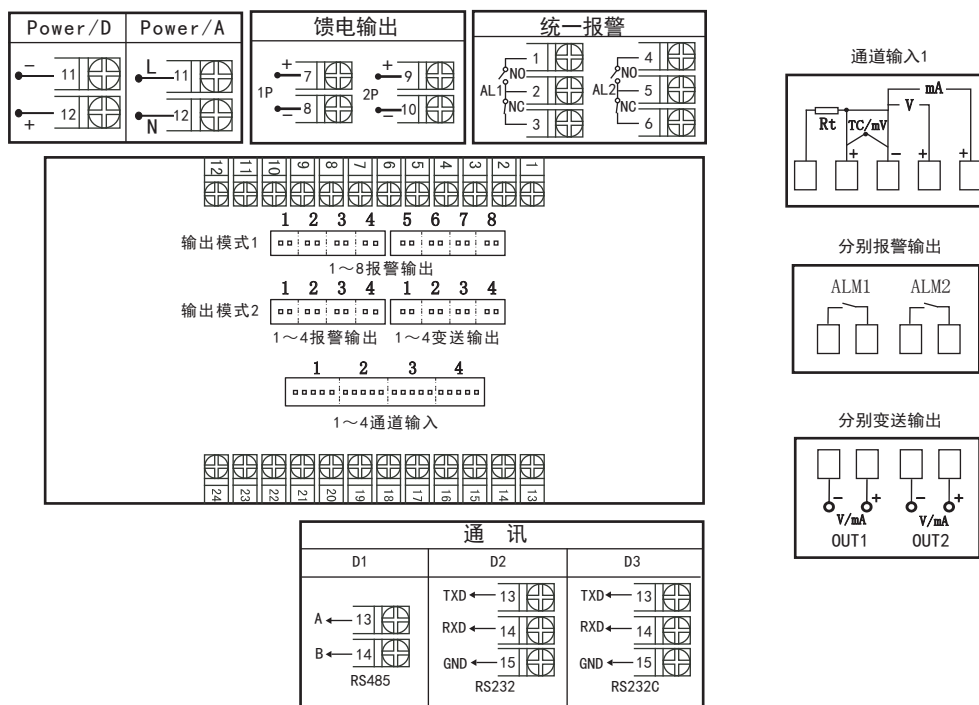 Power/D Power/A
− 11
+ 12
L 11
N 12
馈电输出
1P + 7 − 8
2P + 9 − 10
统一报警
AL1 NO NC 1 2 3
AL2 NO NC 4 5 6
通道输入1
mA
V
Rt TC/mV
+ − + +
12 11 10 9 8 7 6 5 4 3 2 1
1 2 3 4 5 6 7 8
输出模式1
1～8报警输出
1 2 3 4 1 2 3 4
输出模式2
1～4报警输出 1～4变送输出
1 2 3 4
1～4通道输入
24 23 22 21 20 19 18 17 16 15 14 13
分别报警输出
ALM1 ALM2
分别变送输出
− + − +
V/mA V/mA
OUT1 OUT2
通 讯
D1 D2 D3
A 13
B 14
RS485
TXD 13
RXD 14
GND 15
RS232
TXD 13
RXD 14
GND 15
RS232C